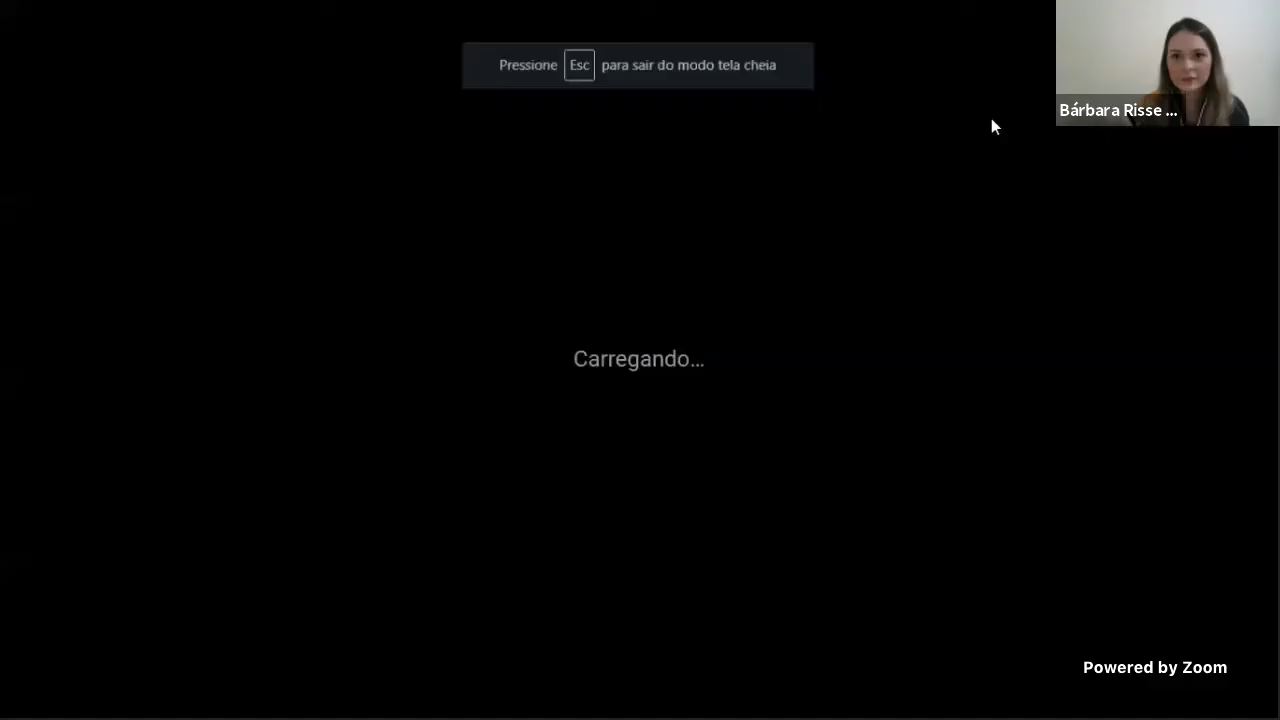 Pressione Esc para sair do modo tela cheia
Bárbara Risse ...
Carregando...
Powered by Zoom